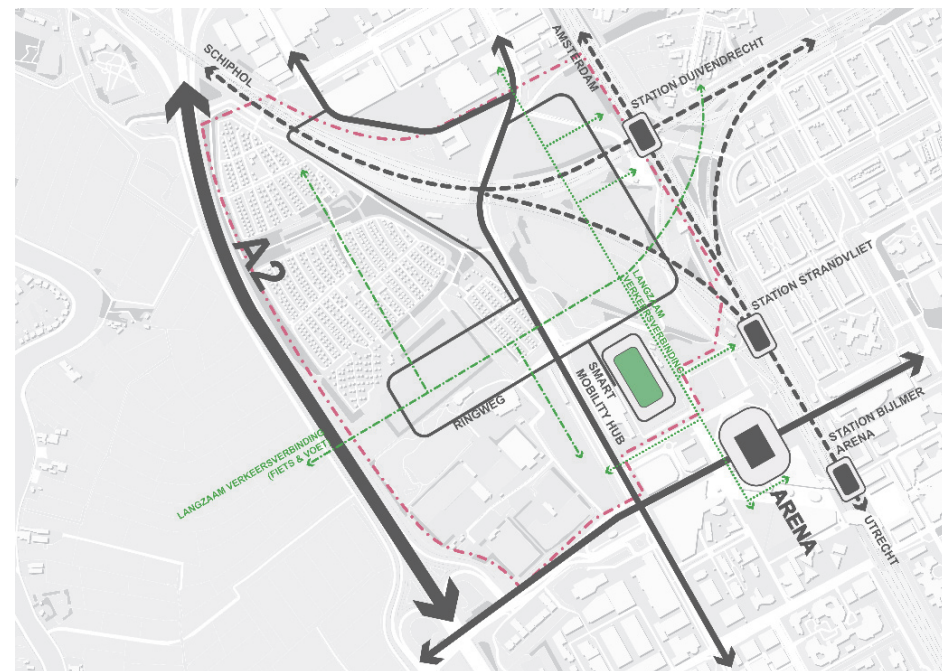 SCHIPHOL
AMSTERDAM
STATION DUIVENDRECHT
A2
STATION STRANDVLIET
LANGZAAM
VERKEERSVERBINDING
SMART
MOBILITY HUB
RINGWEG
STATION BIJLMER
ARENA
LANGZAAM VERKEERSVERBINDING
(FIETS & VOET)
ARENA
UTRECHT